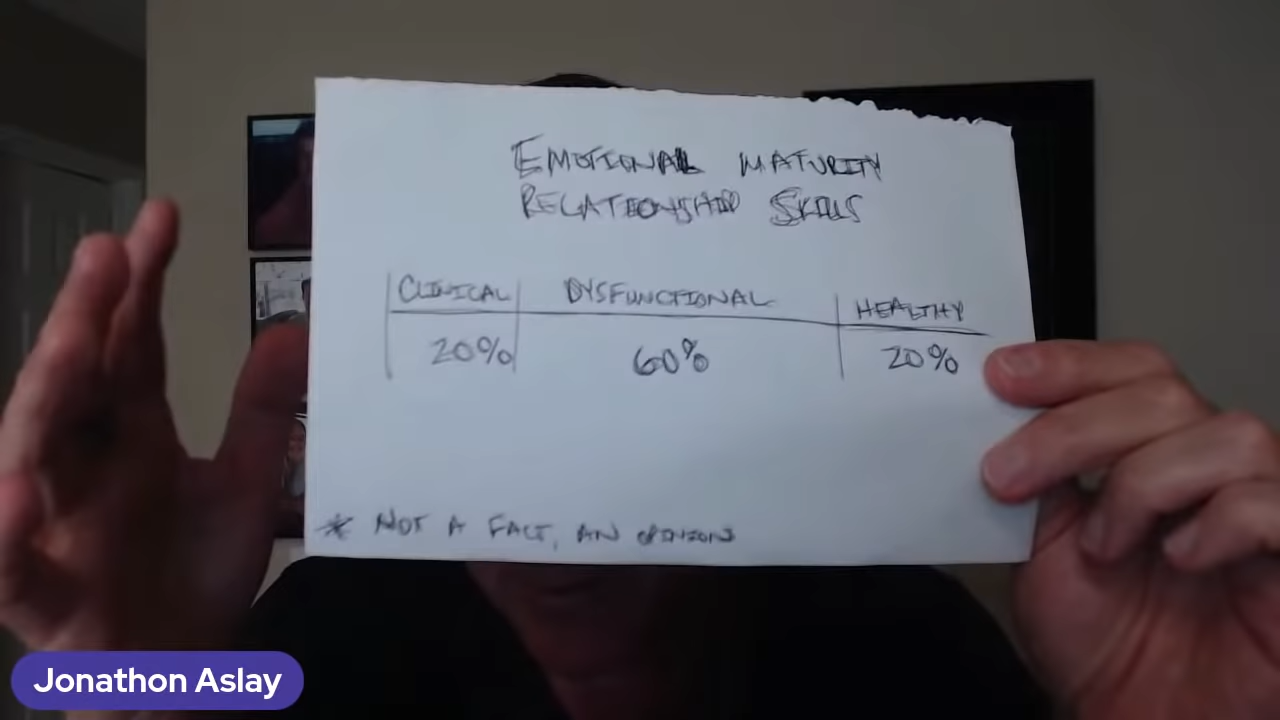 EMOTIONAL MATURITY
RELATIONSHIP SKILLS
CLINICAL DYSFUNCTIONAL HEALTHY
20% 60% 20%
* NOT A FACT, AN OPINION
Jonathon Aslay